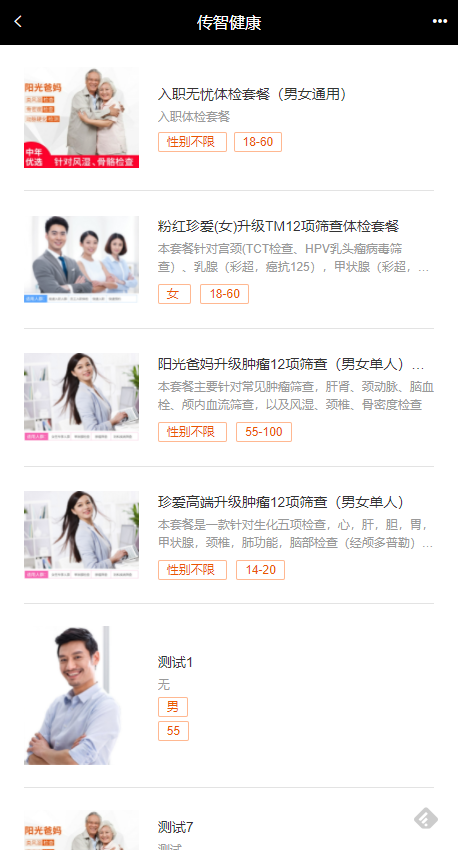 传智健康
阳光爸妈
中年
优选
针对风湿、骨骼检查
入职无忧体检套餐（男女通用）
入职体检套餐
性别不限
18-60
粉红珍爱(女)升级TM12项筛查体检套餐
本套餐针对宫颈(TCT检查、HPV乳头瘤病毒筛
查）、乳腺（彩超，癌抗125），甲状腺（彩超，...
女
18-60
阳光爸妈升级肿瘤12项筛查（男女单人）...
本套餐主要针对常见肿瘤筛查，肝肾、颈动脉、脑血
栓、颅内血流筛查，以及风湿、颈椎、骨密度检查
性别不限
55-100
珍爱高端升级肿瘤12项筛查（男女单人）
本套餐是一款针对生化五项检查，心，肝，胆，胃，
甲状腺，颈椎，肺功能，脑部检查（经颅多普勒）...
性别不限
14-20
测试1
无
男
55
阳光爸妈
测试7
测试